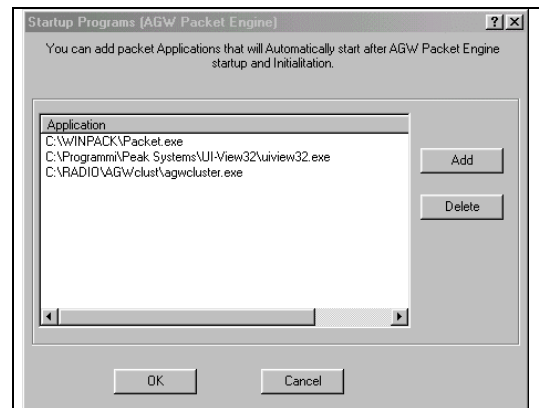 Startup Programs (AGW Packet Engine)
You can add packet Applications that will Automatically start after AGW Packet Engine
startup and Initialitation.
Application
C:\WINPACK\Packet.exe
C:\Programmi\Peak Systems\UI-View32\uiview32.exe
C:\RADIO\AGWclust\agwcluster.exe
Add
Delete
OK
Cancel